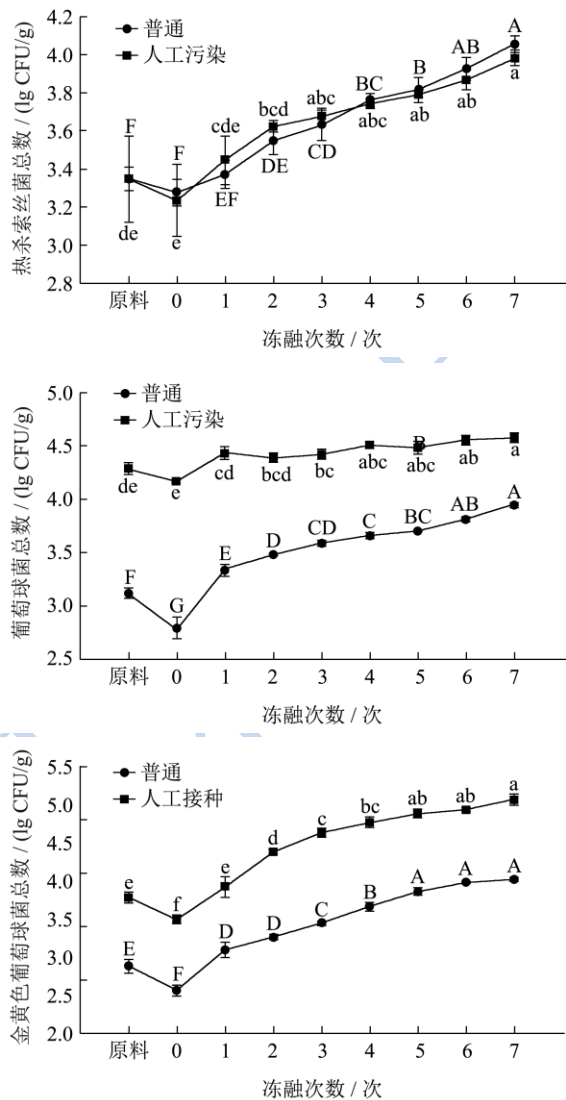 热杀索丝菌总数 / (lg CFU/g)
4.2
4.0
3.8
3.6
3.4
3.2
3.0
2.8
普通
人工污染
F
F
cde
bcd
abc
BC
B
AB
A
de
e
EF
DE
CD
abc
ab
ab
a
原料 0 1 2 3 4 5 6 7
冻融次数 / 次
葡萄球菌总数 / (lg CFU/g)
5.0
4.5
4.0
3.5
3.0
2.5
普通
人工污染
B
de
e
cd
bcd
bc
abc
abc
ab
a
F
G
E
D
CD
C
BC
AB
A
原料 0 1 2 3 4 5 6 7
冻融次数 / 次
金黄色葡萄球菌总数 / (lg CFU/g)
5.5
5.0
4.5
4.0
3.5
3.0
2.5
2.0
普通
人工接种
e
f
e
d
c
bc
ab
ab
a
E
F
D
D
C
B
A
A
A
原料 0 1 2 3 4 5 6 7
冻融次数 / 次